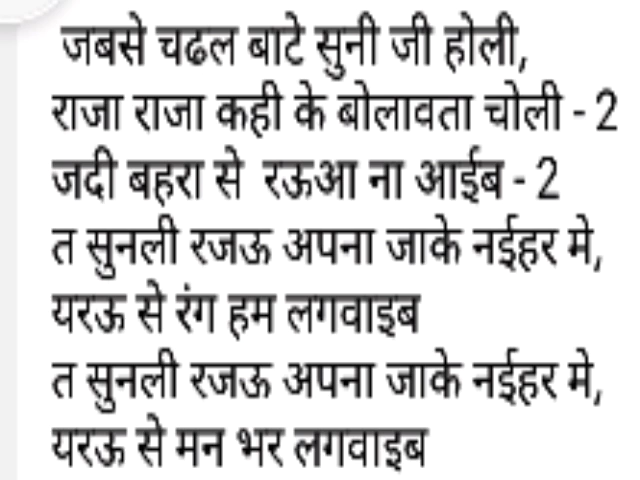 जबसे चढल बाटे सुनी जी होली,
राजा राजा कही के बोलावता चोली - 2
जदी बहरा से रऊआ ना आईब - 2
त सुनली रजऊ अपना जाके नईहर मे,
यरऊ से रंग हम लगवाइब
त सुनली रजऊ अपना जाके नईहर मे,
यरऊ से मन भर लगवाइब